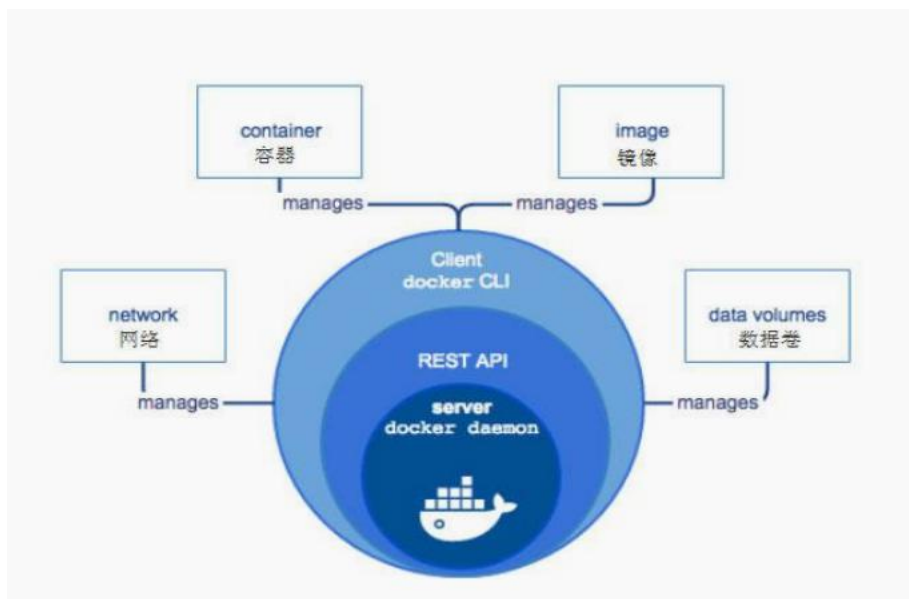 container
容器
image
镜像
manages
manages
Client
docker CLI
network
网络
data volumes
数据卷
REST API
manages
manages
server
docker daemon